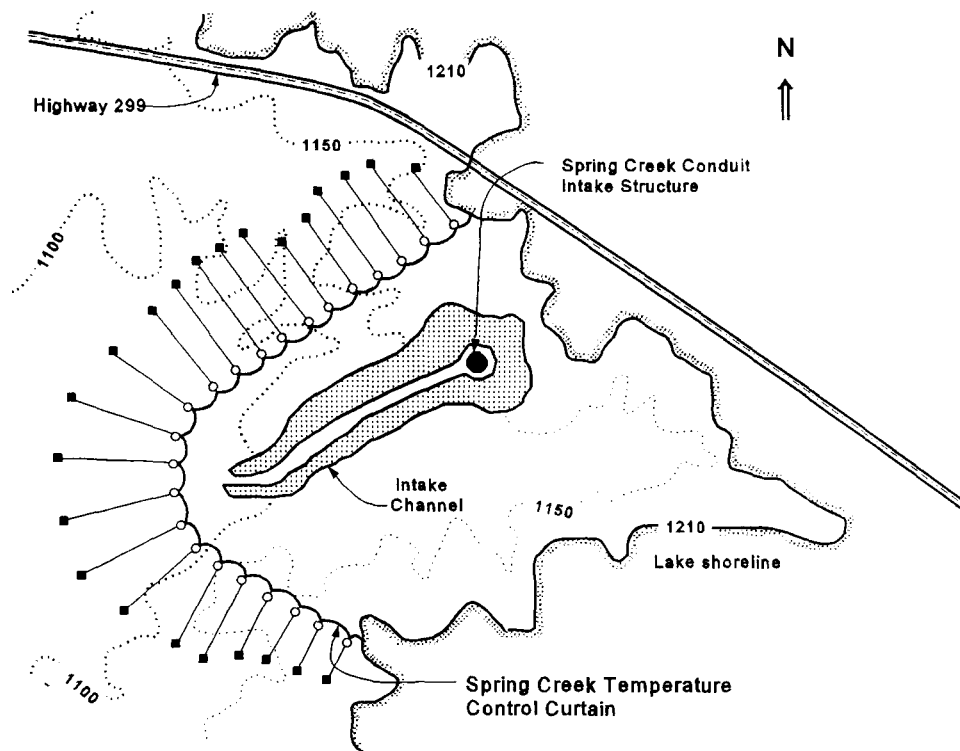 N
1210
Highway 299
1150
Spring Creek Conduit
Intake Structure
1100
Intake
Channel
1150
1210
Lake shoreline
1100
Spring Creek Temperature
Control Curtain